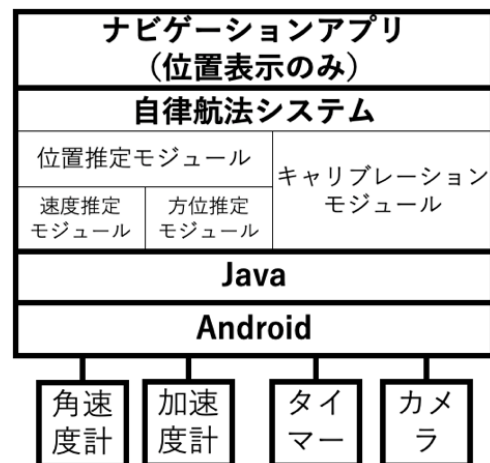 ナビゲーションアプリ
（位置表示のみ）
自律航法システム
位置推定モジュール
キャリブレーション
モジュール
速度推定
モジュール
方位推定
モジュール
Java
Android
角速
度計
加速
度計
タイ
マー
カメ
ラ